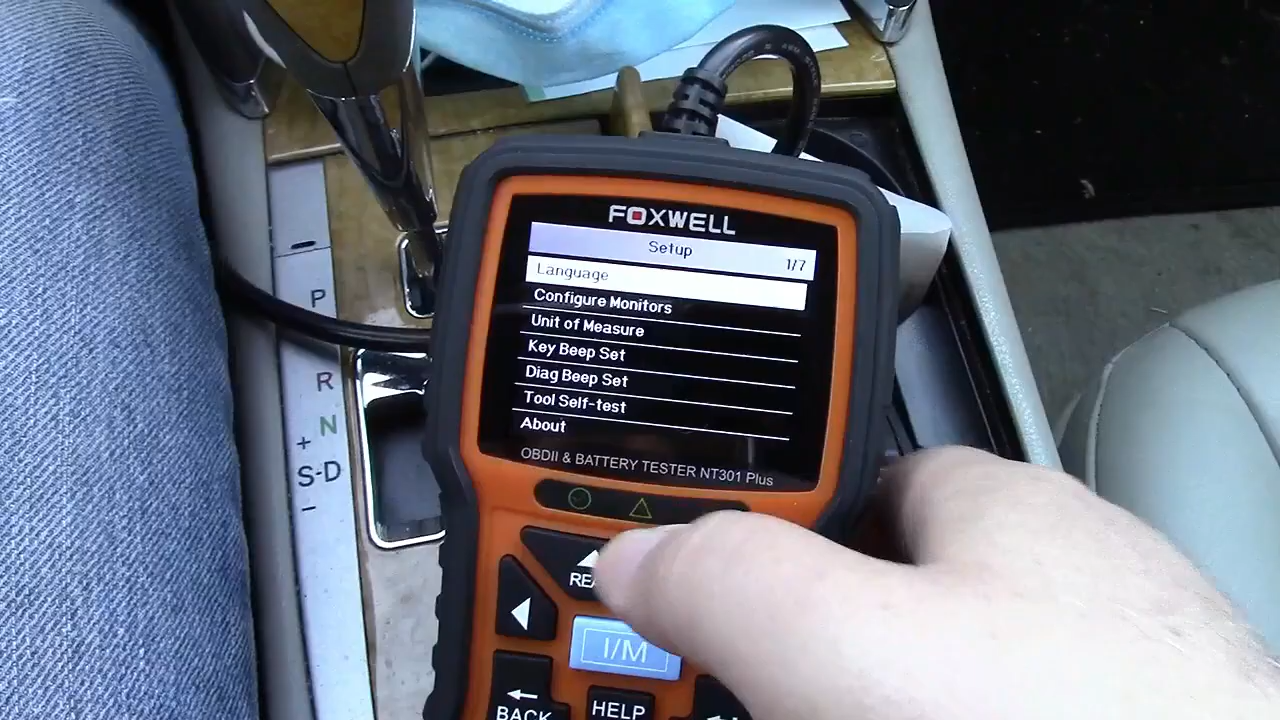 FOXWELL
Setup 1/7
Language
Configure Monitors
Unit of Measure
Key Beep Set
Diag Beep Set
Tool Self-test
About
OBDII & BATTERY TESTER NT301 Plus
P
R
N
+
S-D
-
I/M
BACK
HELP